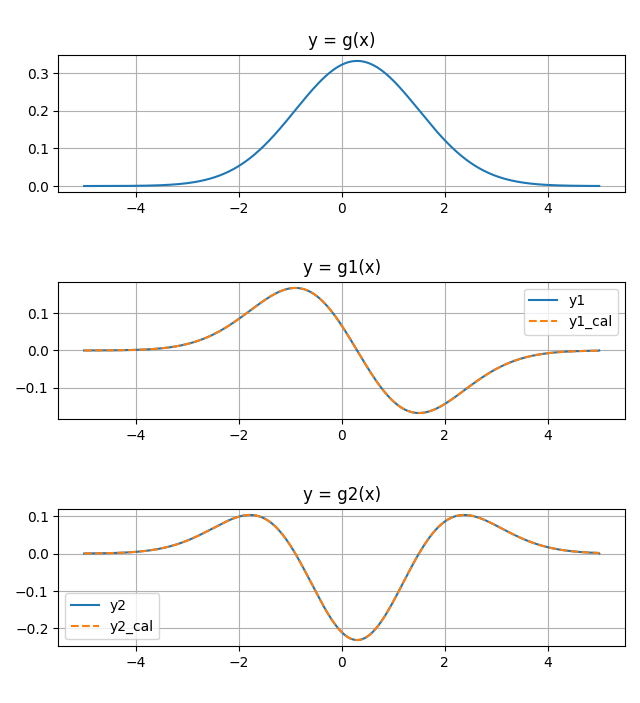 y = g(x)
0.3
0.2
0.1
0.0
−4 −2 0 2 4
y = g1(x)
0.1
0.0
−0.1
y1
y1_cal
−4 −2 0 2 4
y = g2(x)
0.1
0.0
−0.1
−0.2
y2
y2_cal
−4 −2 0 2 4